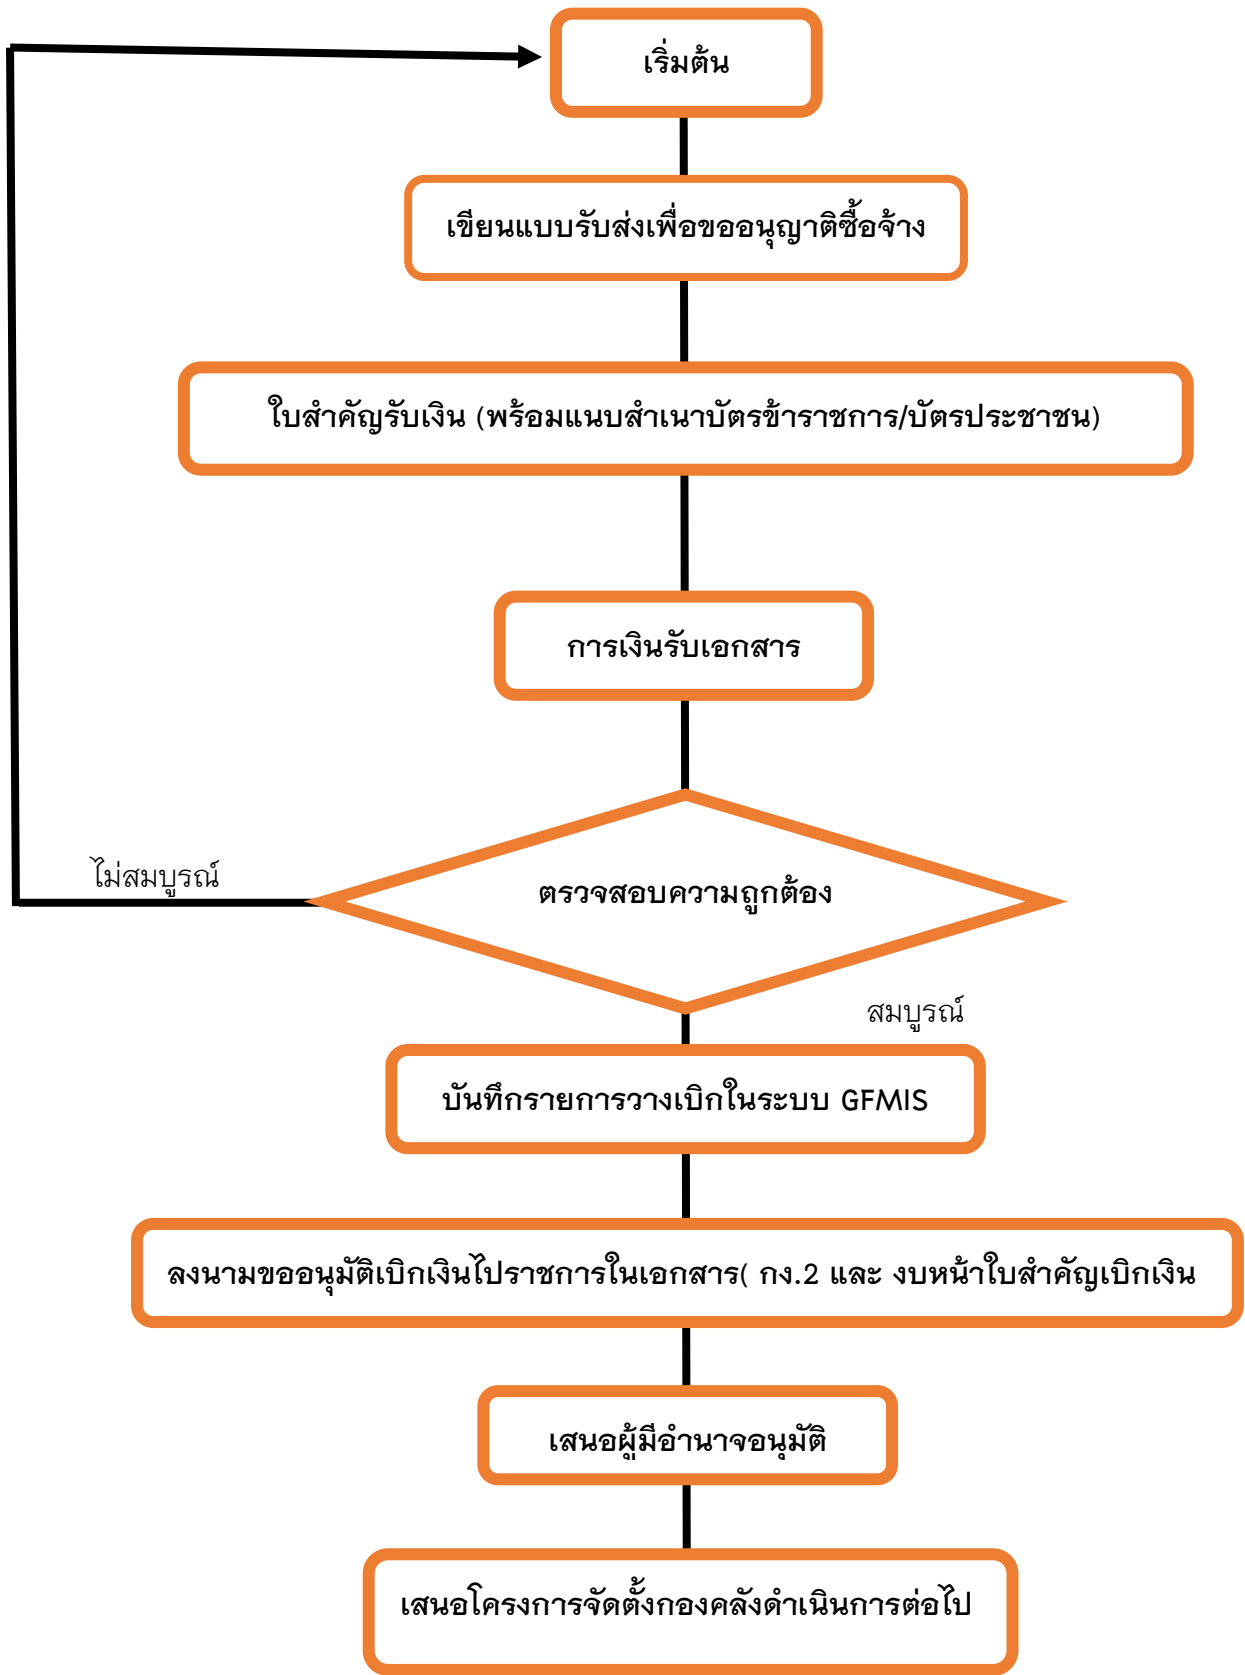 เริ่มต้น
เขียนแบบรับส่งเพื่อขออนุญาติซื้อจ้าง
ใบสำคัญรับเงิน (พร้อมแนบสำเนาบัตรข้าราชการ/บัตรประชาชน)
การเงินรับเอกสาร
ไม่สมบูรณ์
ตรวจสอบความถูกต้อง
สมบูรณ์
บันทึกรายการวางเบิกในระบบ GFMIS
ลงนามขออนุมัติเบิกเงินไปราชการในเอกสาร( กง.2 และ งบหน้าใบสำคัญเบิกเงิน
เสนอผู้มีอำนาจอนุมัติ
เสนอโครงการจัดตั้งกองคลังดำเนินการต่อไป